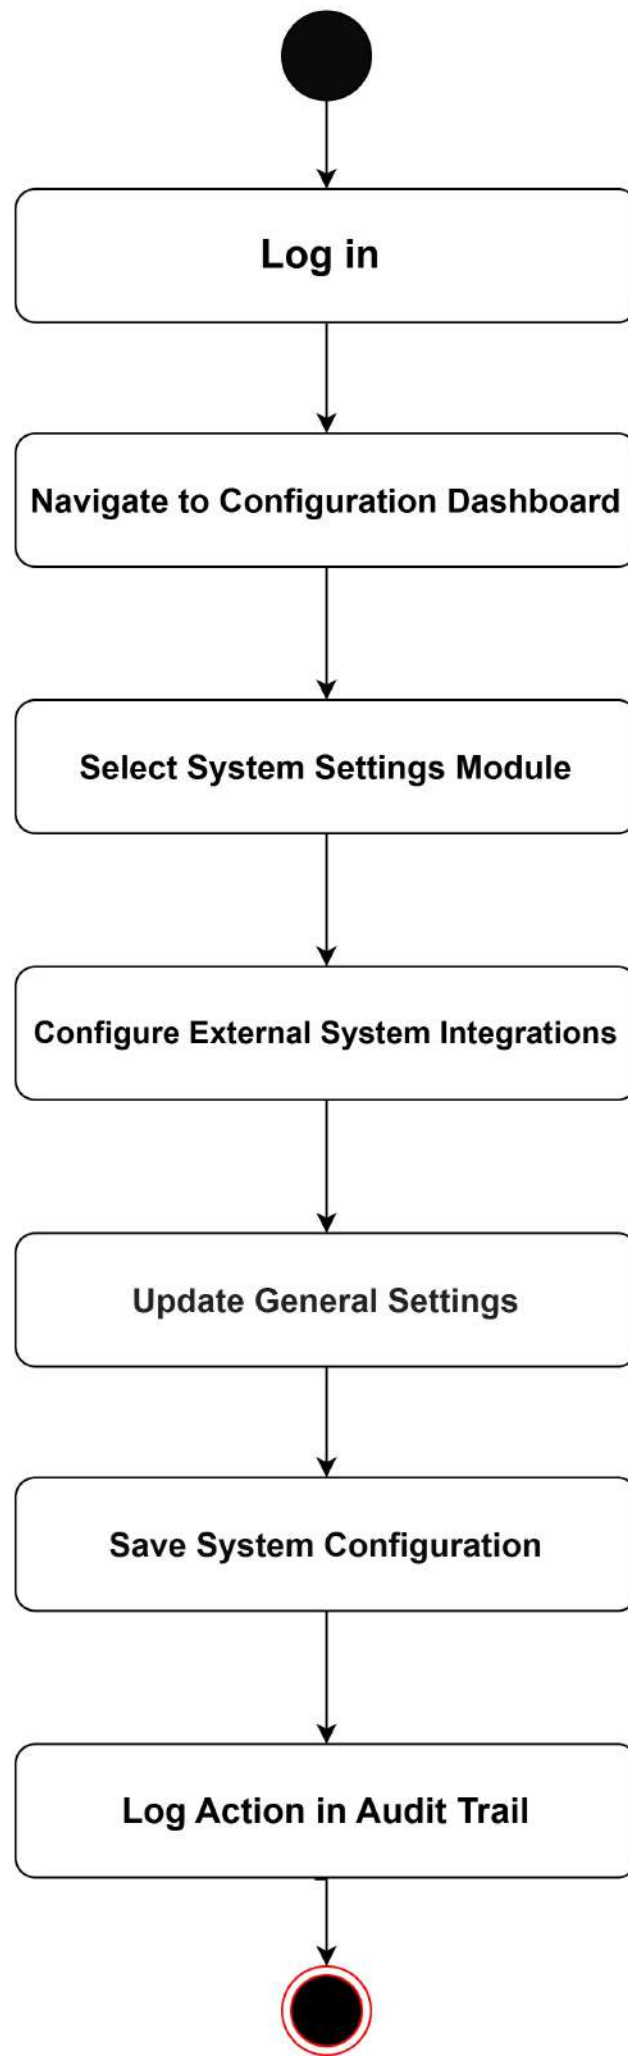 Log in
Navigate to Configuration Dashboard
Select System Settings Module
Configure External System Integrations
Update General Settings
Save System Configuration
Log Action in Audit Trail